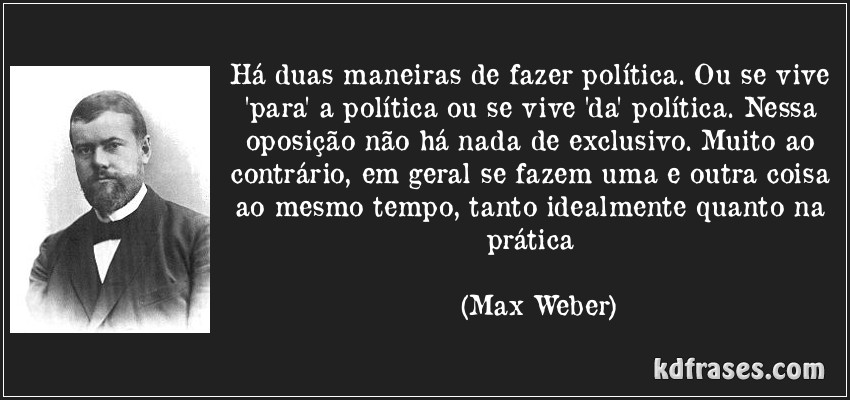 Há duas maneiras de fazer política. Ou se vive
'para' a política ou se vive 'da' política. Nessa
oposição não há nada de exclusivo. Muito ao
contrário, em geral se fazem uma e outra coisa
ao mesmo tempo, tanto idealmente quanto na
prática
(Max Weber)
kdfrases.com